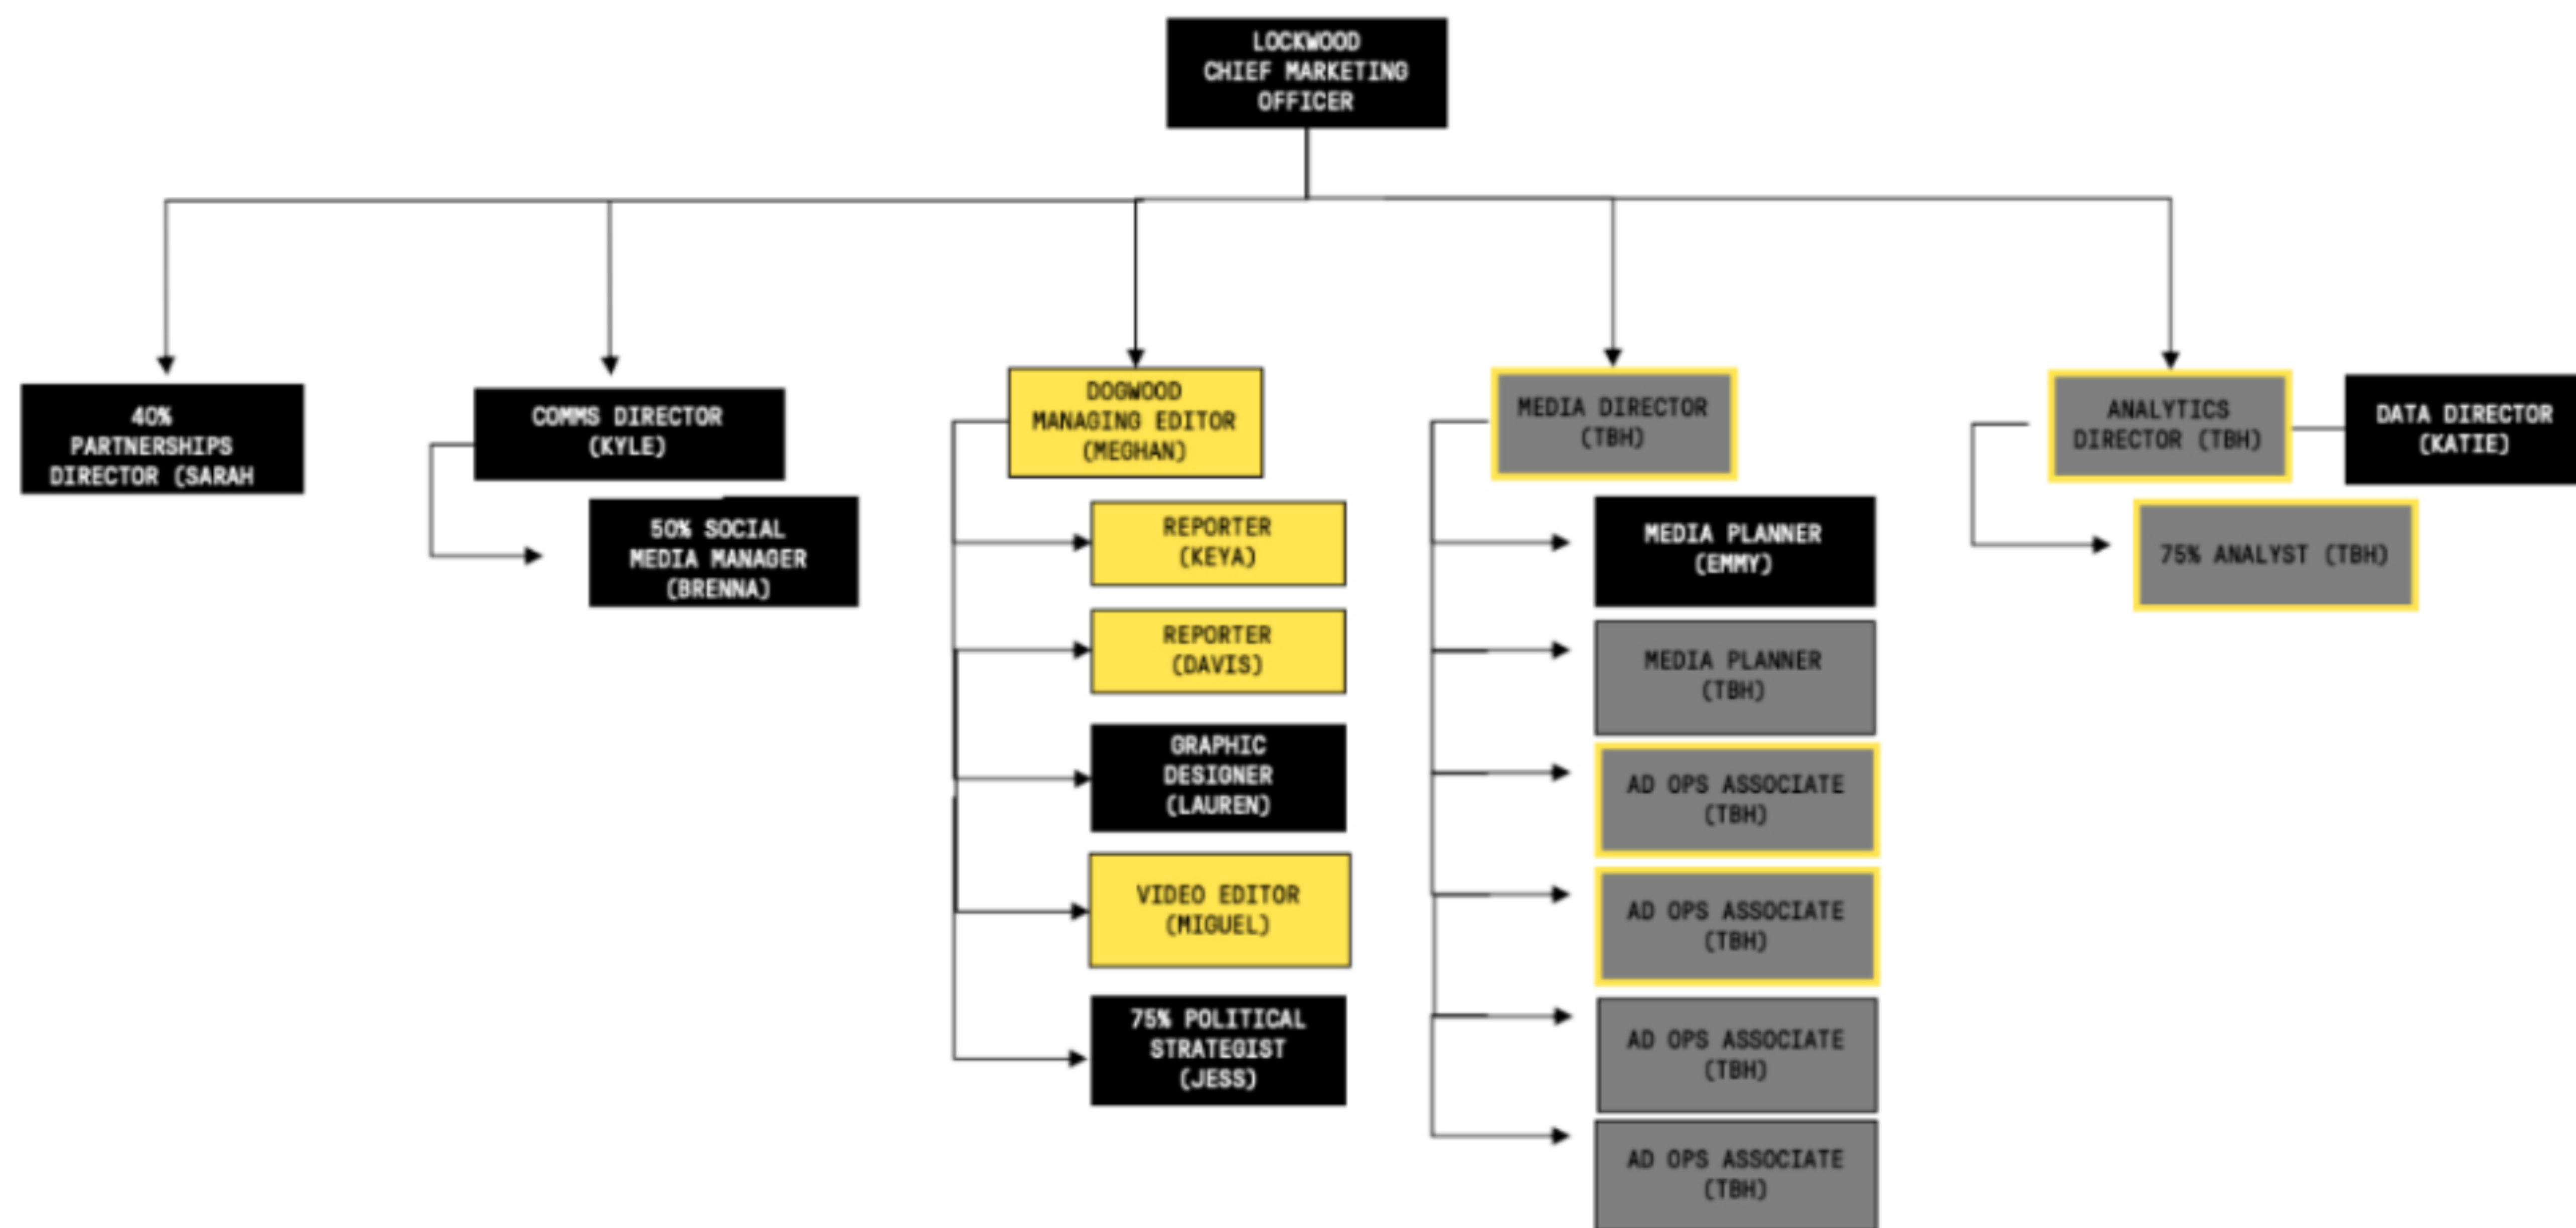 LOCKWOOD
CHIEF MARKETING
OFFICER
40%
PARTNERSHIPS
DIRECTOR (SARAH
COMMS DIRECTOR
(KYLE)
50% SOCIAL
MEDIA MANAGER
(BRENNA)
DOGWOOD
MANAGING EDITOR
(MEGHAN)
REPORTER
(KEYA)
REPORTER
(DAVIS)
GRAPHIC
DESIGNER
(LAUREN)
VIDEO EDITOR
(MIGUEL)
75% POLITICAL
STRATEGIST
(JESS)
MEDIA DIRECTOR
(TBH)
MEDIA PLANNER
(EMMY)
MEDIA PLANNER
(TBH)
AD OPS ASSOCIATE
(TBH)
AD OPS ASSOCIATE
(TBH)
AD OPS ASSOCIATE
(TBH)
AD OPS ASSOCIATE
(TBH)
ANALYTICS
DIRECTOR (TBH)
75% ANALYST (TBH)
DATA DIRECTOR
(KATIE)